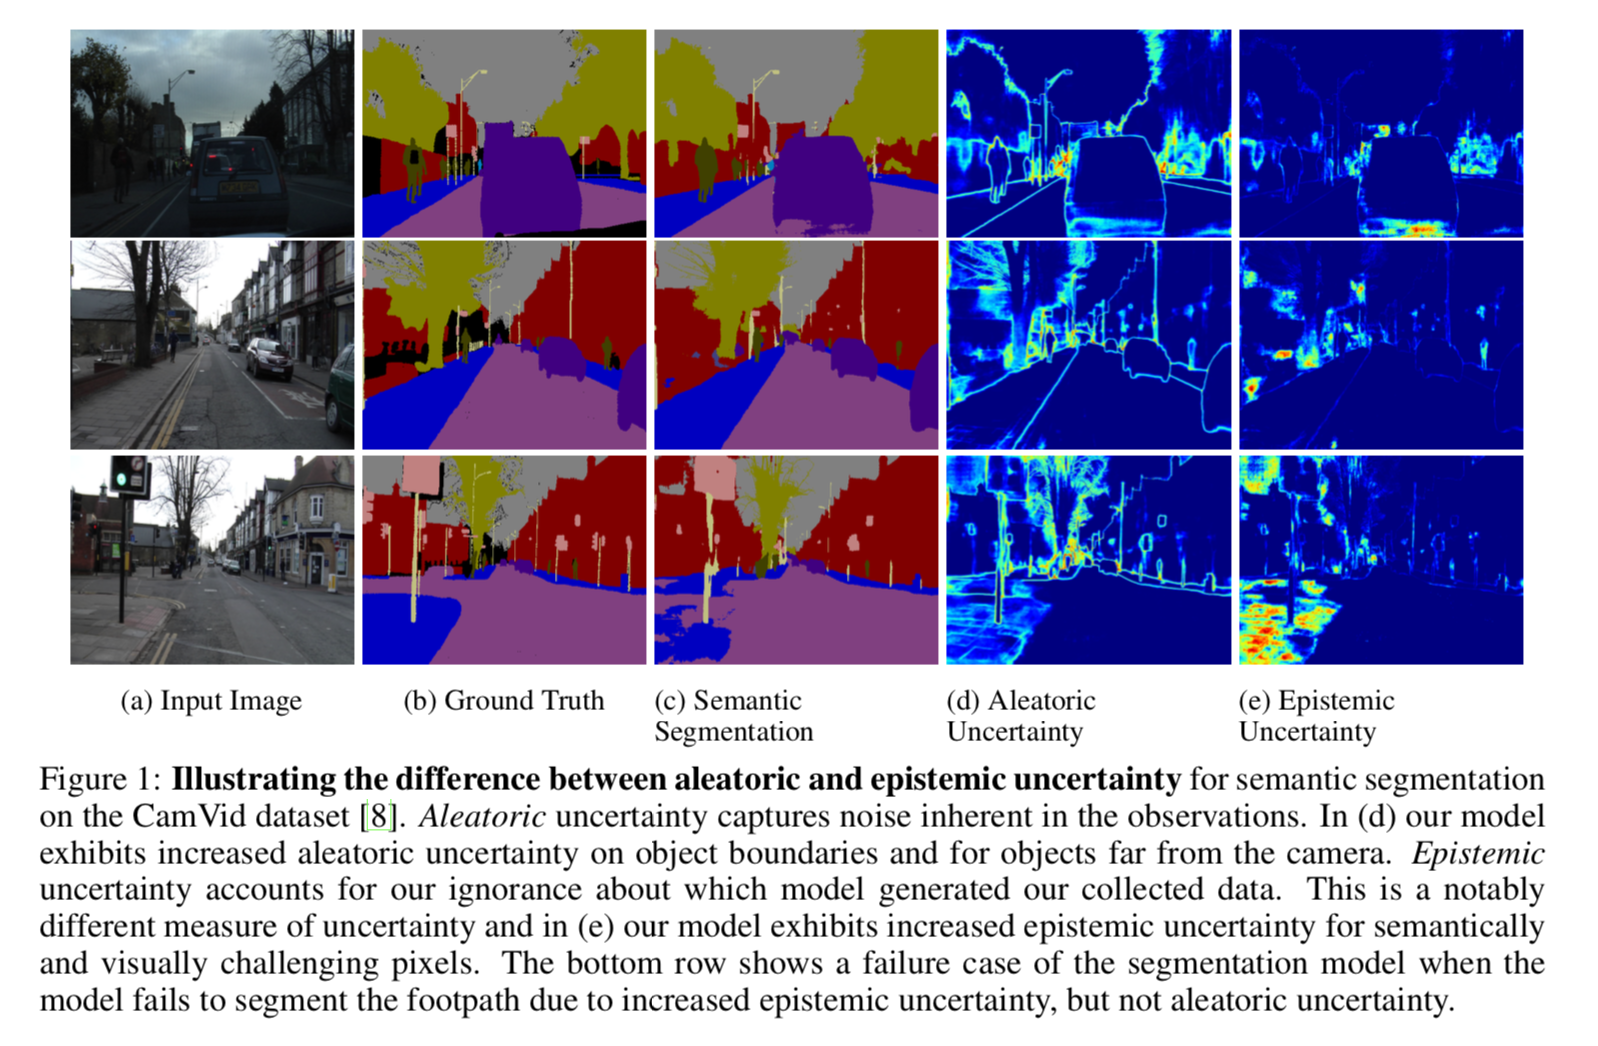 (a) Input Image
(b) Ground Truth
(c) Semantic
Segmentation
(d) Aleatoric
Uncertainty
(e) Epistemic
Uncertainty
Figure 1: Illustrating the difference between aleatoric and epistemic uncertainty for semantic segmentation
on the CamVid dataset [8]. Aleatoric uncertainty captures noise inherent in the observations. In (d) our model
exhibits increased aleatoric uncertainty on object boundaries and for objects far from the camera. Epistemic
uncertainty accounts for our ignorance about which model generated our collected data. This is a notably
different measure of uncertainty and in (e) our model exhibits increased epistemic uncertainty for semantically
and visually challenging pixels. The bottom row shows a failure case of the segmentation model when the
model fails to segment the footpath due to increased epistemic uncertainty, but not aleatoric uncertainty.